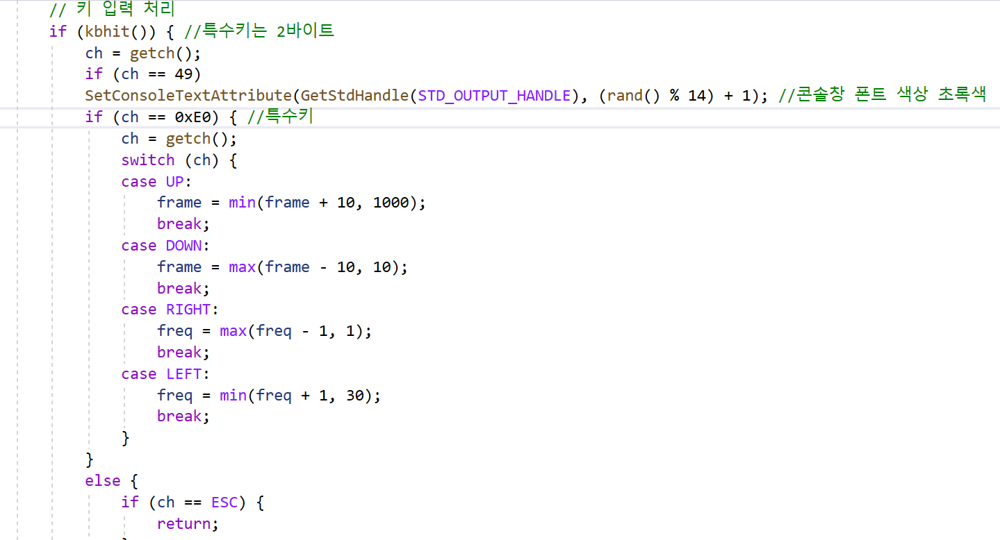 // 키 입력 처리
if (kbhit()) { //특수키는 2바이트
ch = getch();
if (ch == 49)
SetConsoleTextAttribute(GetStdHandle(STD_OUTPUT_HANDLE), (rand() % 14) + 1); //콘솔창 폰트 색상 초록색
if (ch == 0xE0) { //특수키
ch = getch();
switch (ch) {
case UP:
frame = min(frame + 10, 1000);
break;
case DOWN:
frame = max(frame - 10, 10);
break;
case RIGHT:
freq = max(freq - 1, 1);
break;
case LEFT:
freq = min(freq + 1, 30);
break;
}
}
else {
if (ch == ESC) {
return;
}